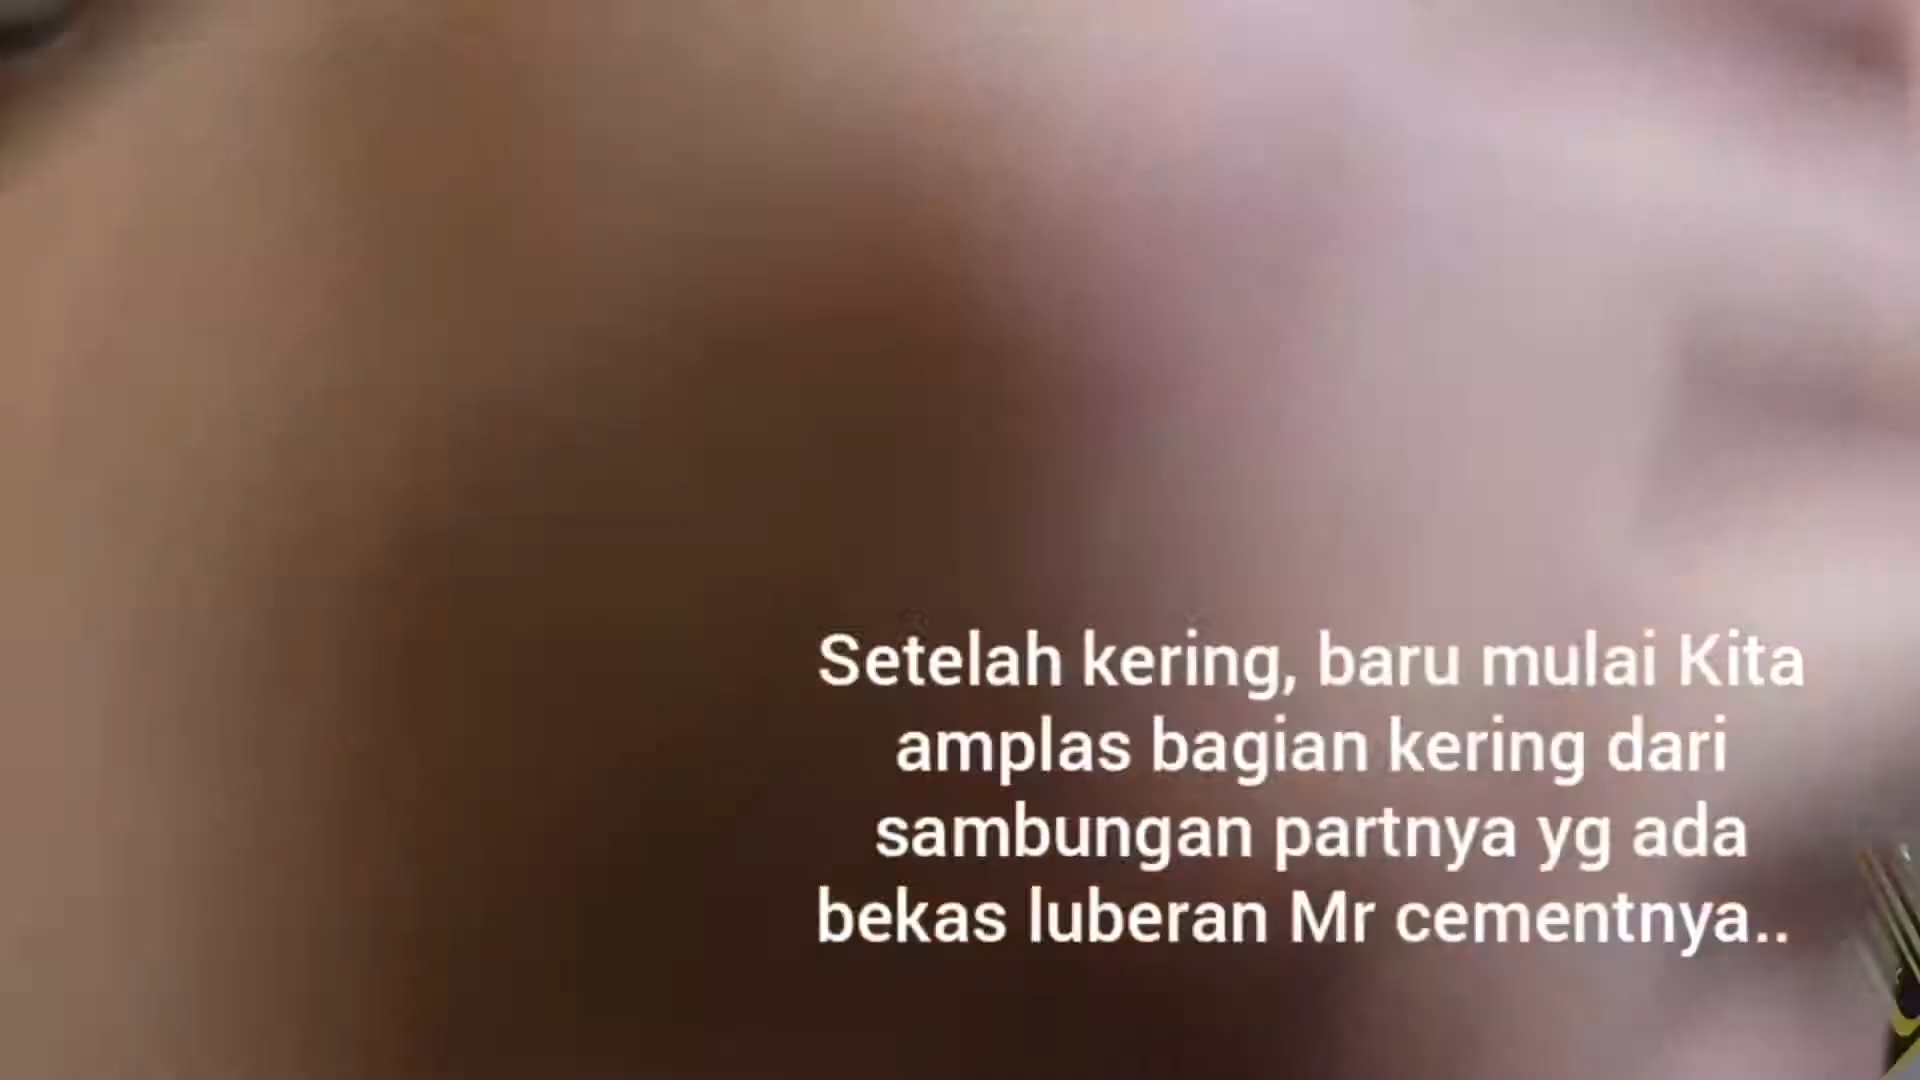 Setelah kering, baru mulai Kita
amplas bagian kering dari
sambungan partnya yg ada
bekas luberan Mr cementnya..